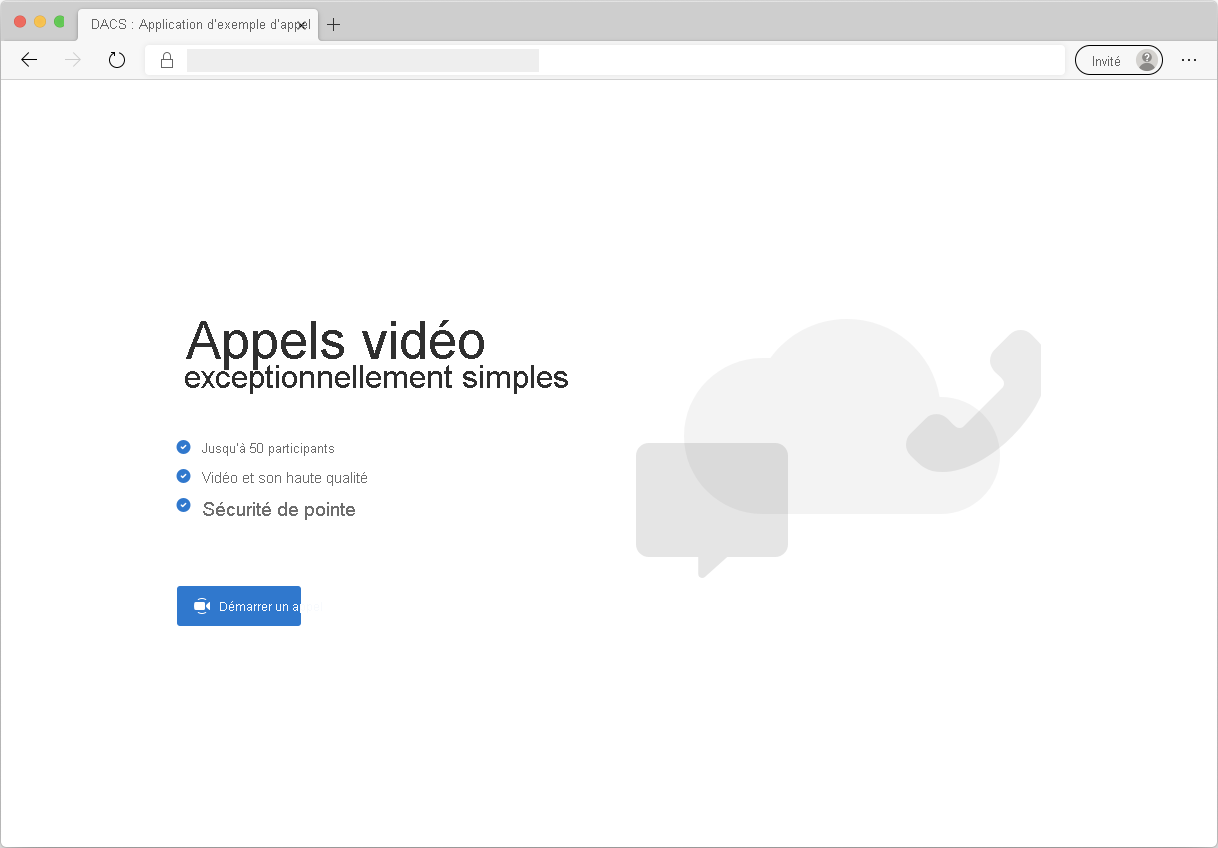 DACS : Application d'exemple d'appel
Invité
Appels vidéo
exceptionnellement simples
Jusqu'à 50 participants
Vidéo et son haute qualité
Sécurité de pointe
Démarrer un